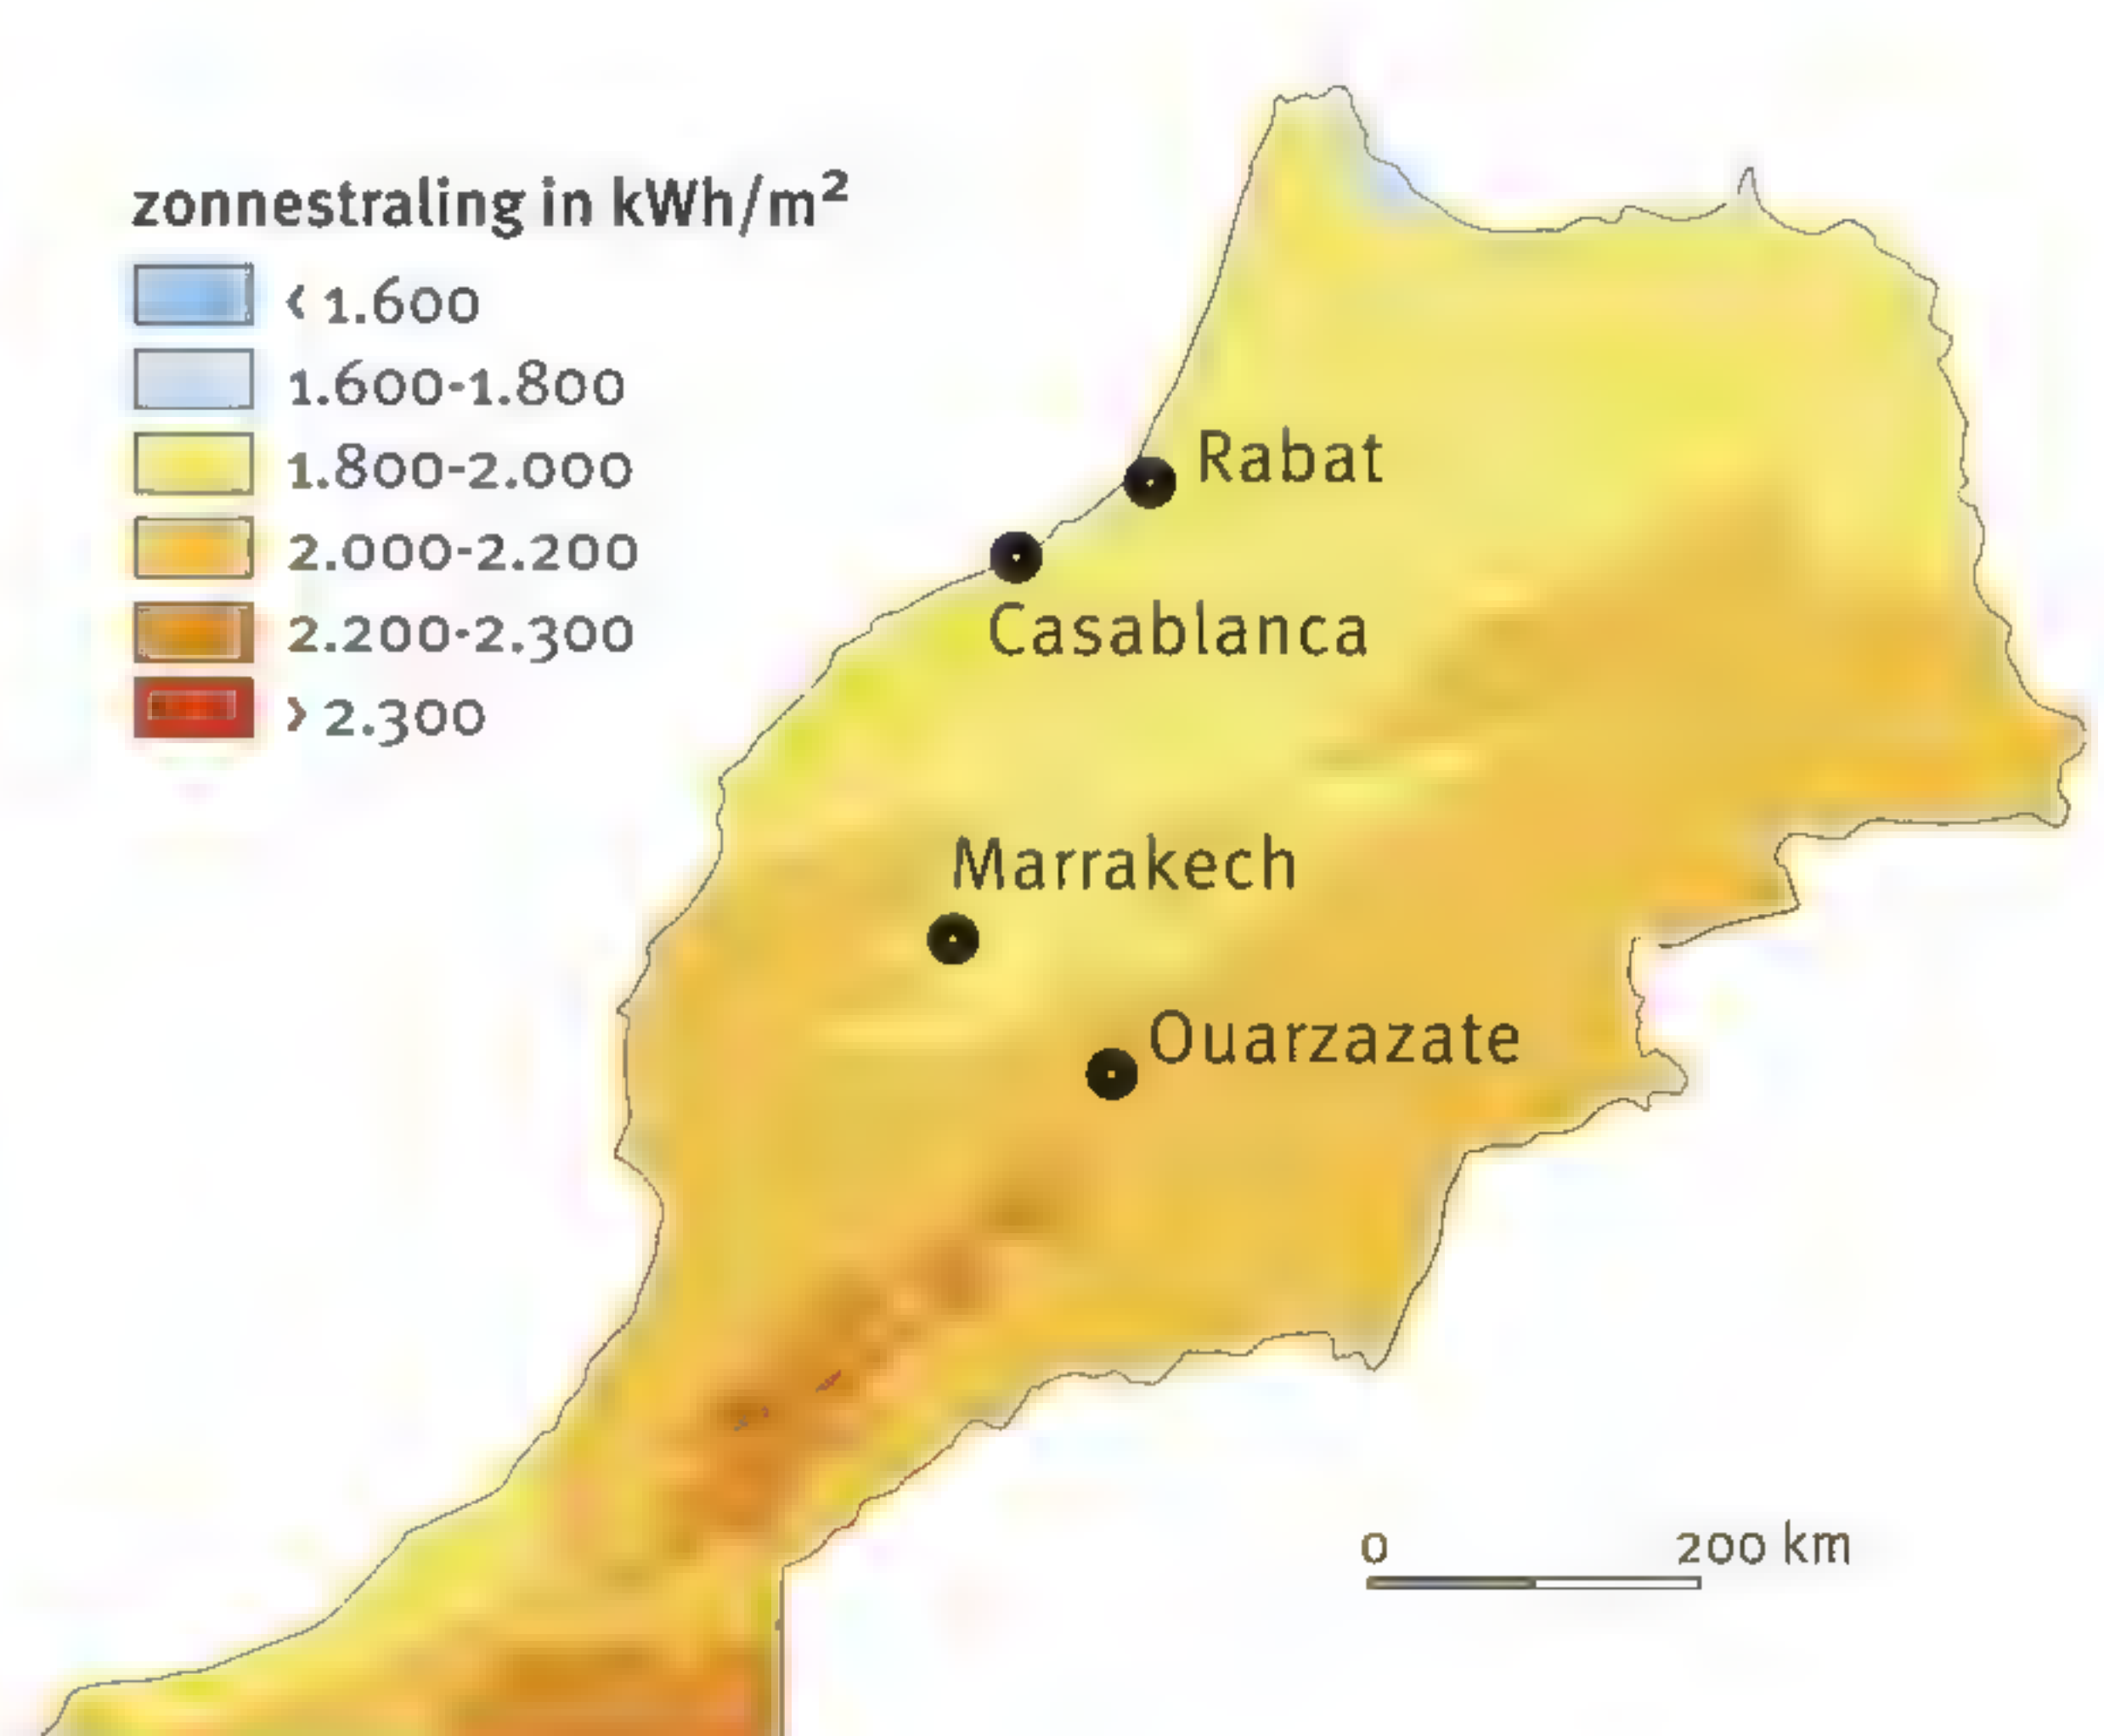 zonnestraling in kWh/m²
< 1.600
1.600-1.800
1.800-2.000
2.000-2.200
2.200-2.300
> 2.300
Rabat
Casablanca
Marrakech
Ouarzazate
0 200 km